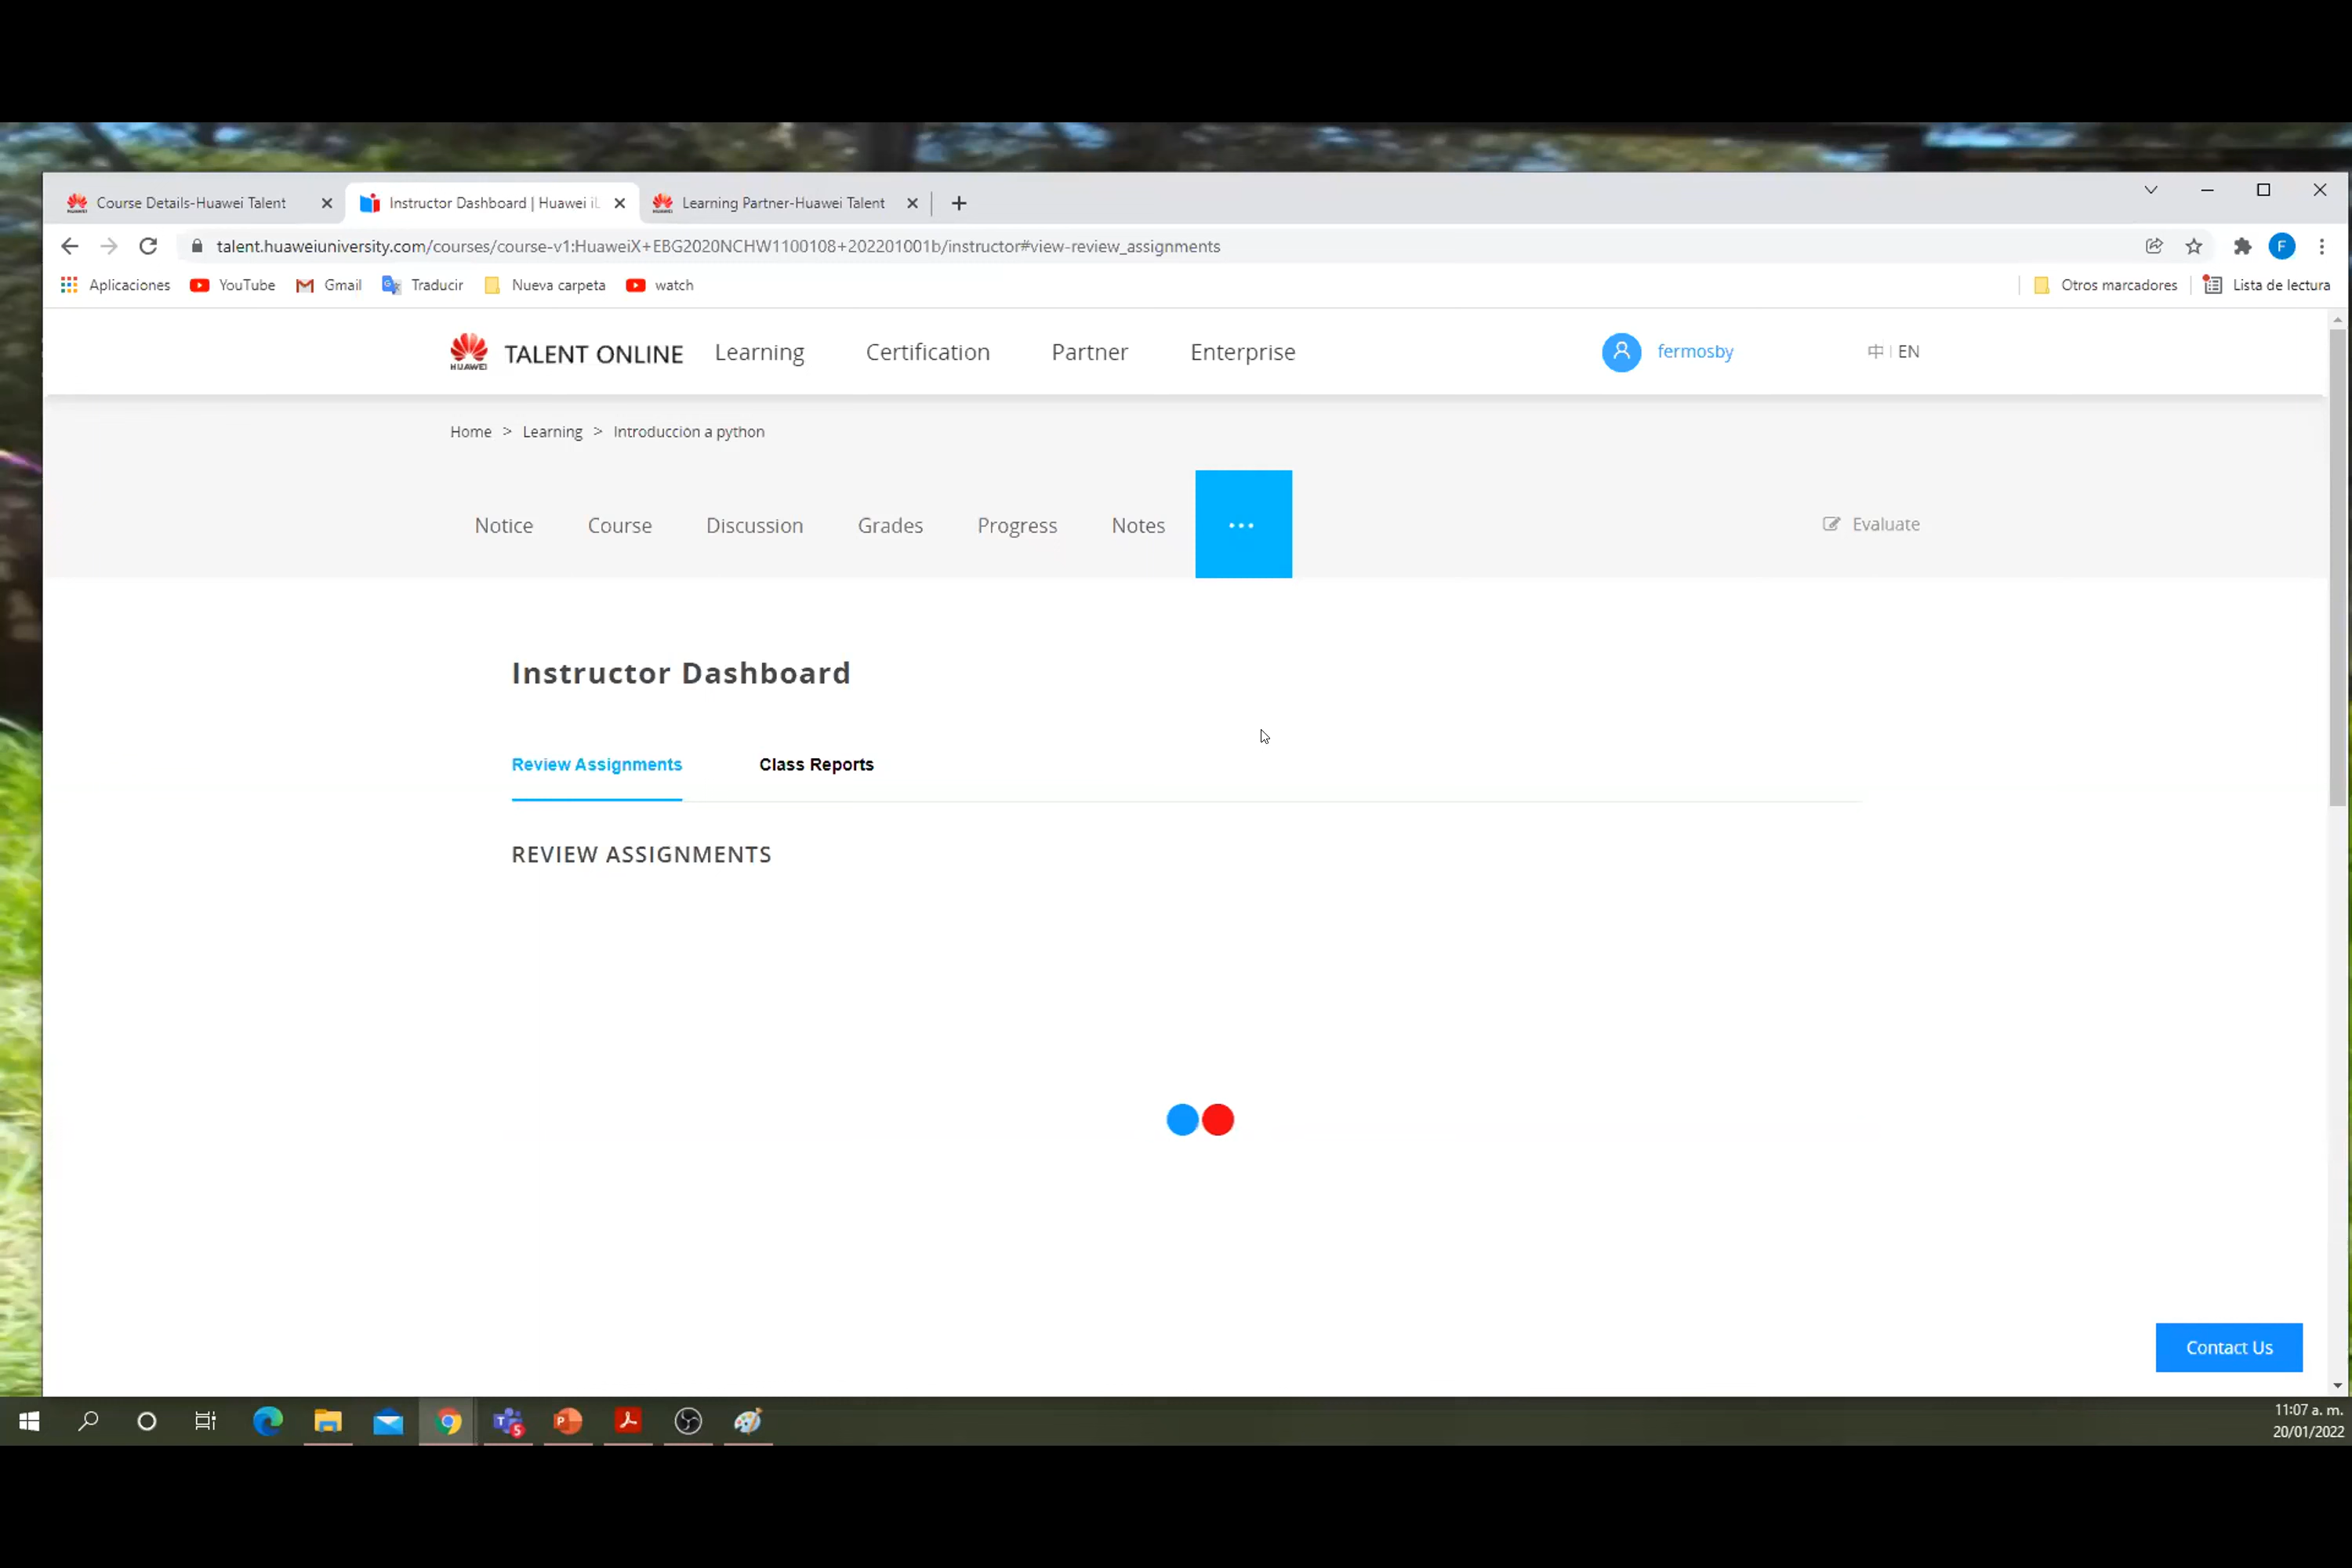 Course Details-Huawei Talent
Instructor Dashboard | Huawei iL
Learning Partner-Huawei Talent
talent.huaweiuniversity.com/courses/course-v1:HuaweiX+EBG2020NCHW1100108+202201001b/instructor#view-review_assignments
F
Aplicaciones
YouTube
Gmail
Traducir
Nueva carpeta
watch
Otros marcadores
Lista de lectura
HUAWEI
TALENT ONLINE
Learning
Certification
Partner
Enterprise
fermosby
中 | EN
Home > Learning > Introduccion a python
Notice
Course
Discussion
Grades
Progress
Notes
...
Evaluate
Instructor Dashboard
Review Assignments
Class Reports
REVIEW ASSIGNMENTS
Contact Us
11:07 a. m.
20/01/2022